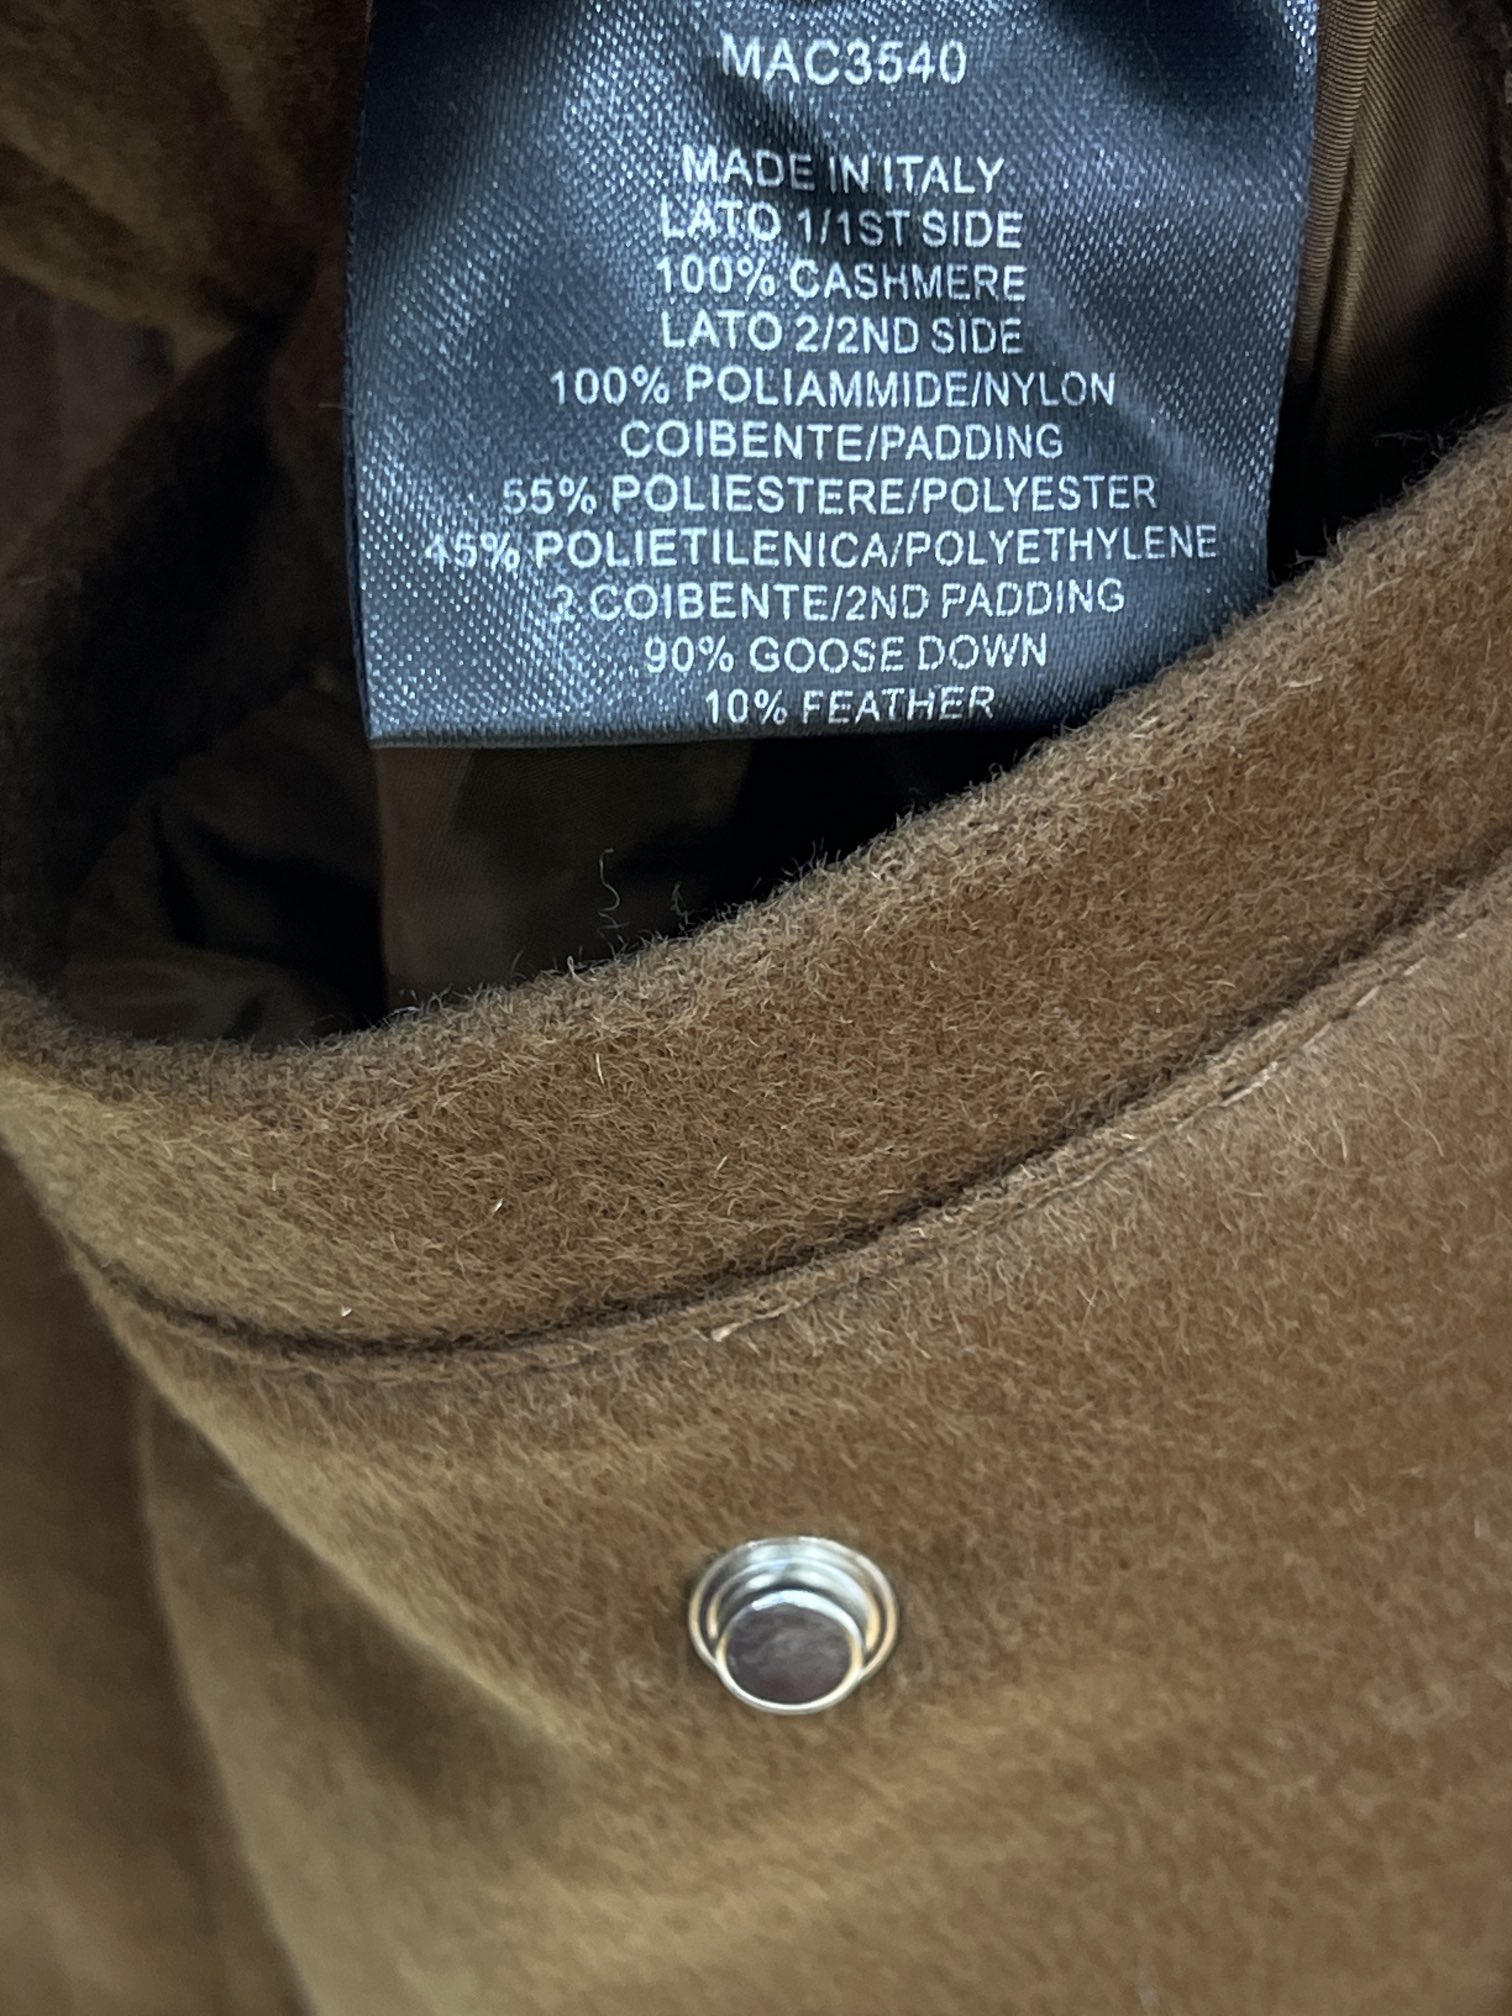 MAC3540
MADE IN ITALY
LATO 1/1ST SIDE
100% CASHMERE
LATO 2/2ND SIDE
100% POLIAMMIDE/NYLON
COIBENTE/PADDING
55% POLIESTERE/POLYESTER
45% POLIETILENICA/POLYETHYLENE
2 COIBENTE/2ND PADDING
90% GOOSE DOWN
10% FEATHER